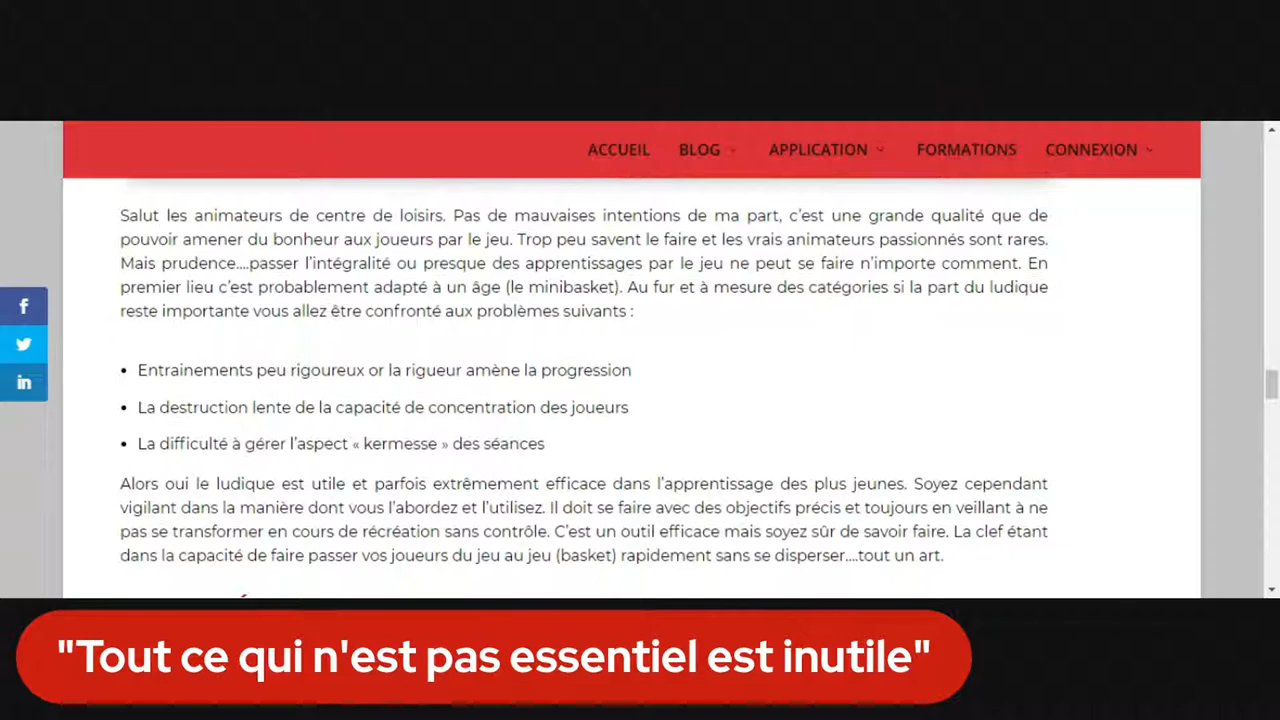 ACCUEIL BLOG APPLICATION FORMATIONS CONNEXION
Salut les animateurs de centre de loisirs. Pas de mauvaises intentions de ma part, c'est une grande qualité que de
pouvoir amener du bonheur aux joueurs par le jeu. Trop peu savent le faire et les vrais animateurs passionnés sont rares.
Mais prudence....passer l'intégralité ou presque des apprentissages par le jeu ne peut se faire n'importe comment. En
premier lieu c'est probablement adapté à un âge (le minibasket). Au fur et à mesure des catégories si la part du ludique
reste importante vous allez être confronté aux problèmes suivants :
• Entrainements peu rigoureux or la rigueur amène la progression
• La destruction lente de la capacité de concentration des joueurs
• La difficulté à gérer l'aspect « kermesse » des séances
Alors oui le ludique est utile et parfois extrêmement efficace dans l'apprentissage des plus jeunes. Soyez cependant
vigilant dans la manière dont vous l'abordez et l'utilisez. Il doit se faire avec des objectifs précis et toujours en veillant à ne
pas se transformer en cours de récréation sans contrôle. C'est un outil efficace mais soyez sûr de savoir faire. La clef étant
dans la capacité de faire passer vos joueurs du jeu au jeu (basket) rapidement sans se disperser....tout un art.
"Tout ce qui n'est pas essentiel est inutile"